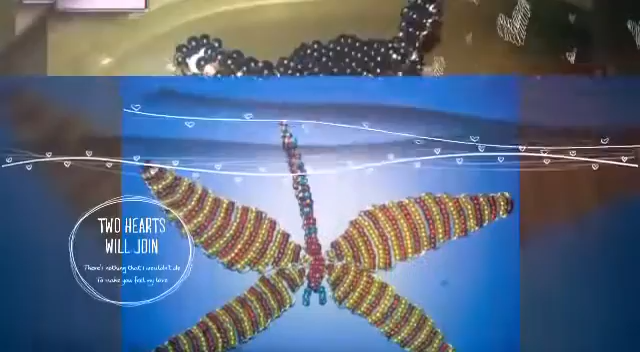 TWO HEARTS
WILL JOIN
There's nothing that I wouldn't do
To make you feel my love